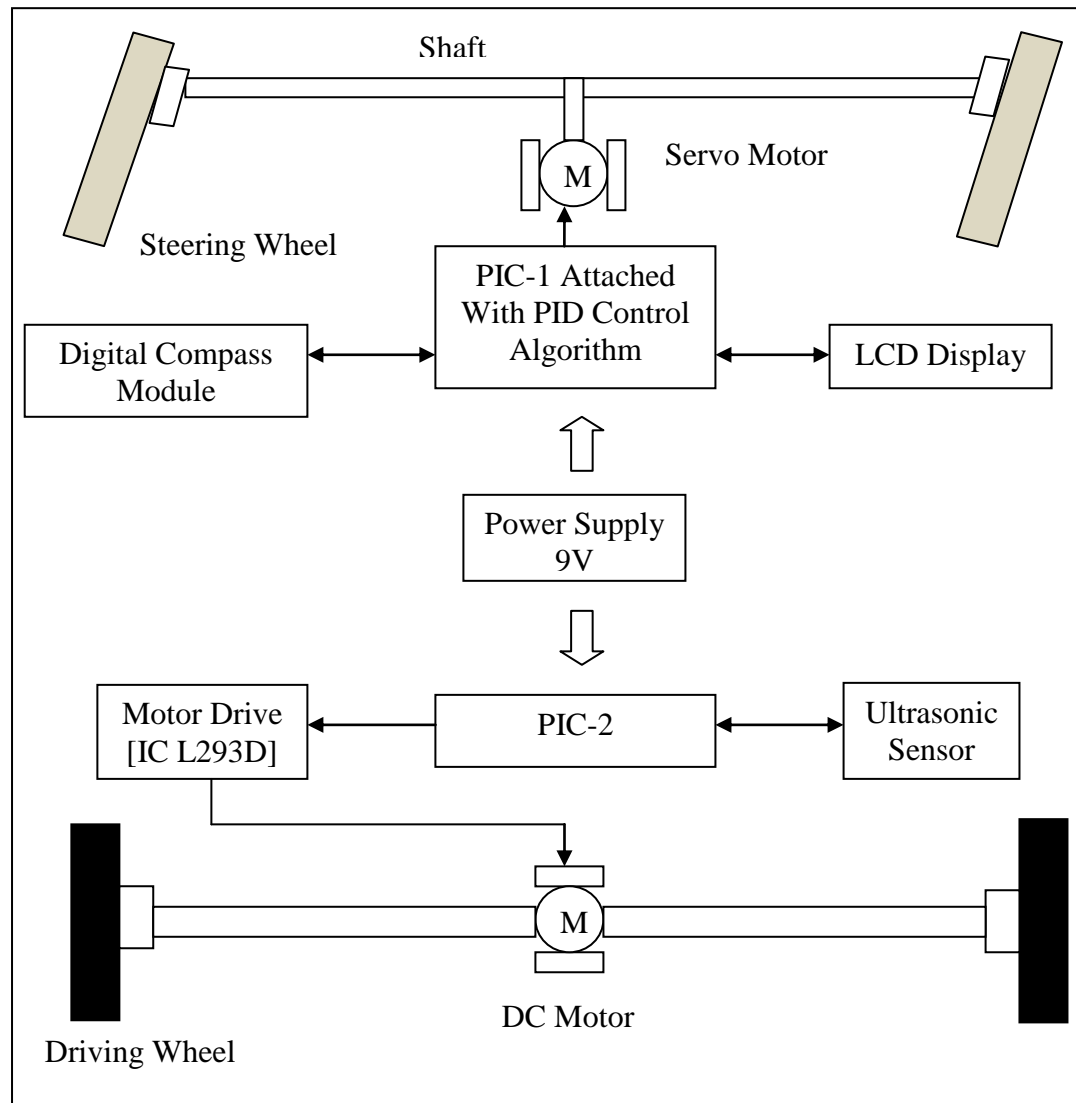 Shaft
M
Servo Motor
Steering Wheel
PIC-1 Attached
With PID Control
Algorithm
Digital Compass
Module
LCD Display
Power Supply
9V
Motor Drive
[IC L293D]
PIC-2
Ultrasonic
Sensor
M
DC Motor
Driving Wheel